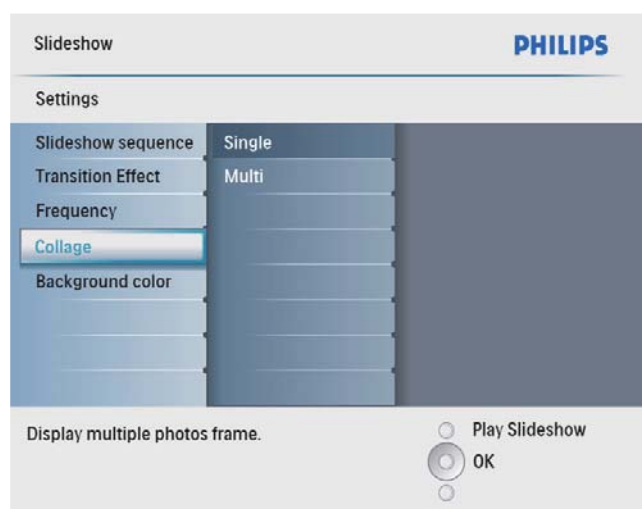 Slideshow
PHILIPS
Settings
Slideshow sequence
Single
Transition Effect
Multi
Frequency
Collage
Background color
Display multiple photos frame.
Play Slideshow
OK